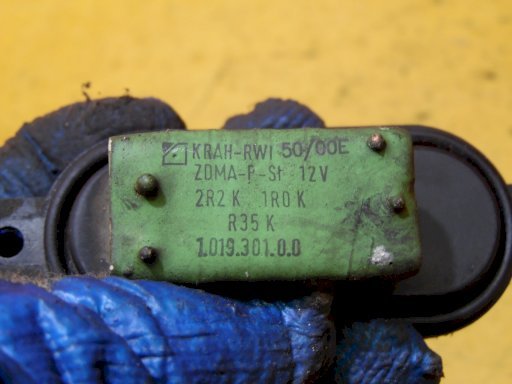 KRAH-RWI 50/00E
ZDMA-P-St 12V
2R2 K 1R0 K
R35 K
1.019.301.0.0